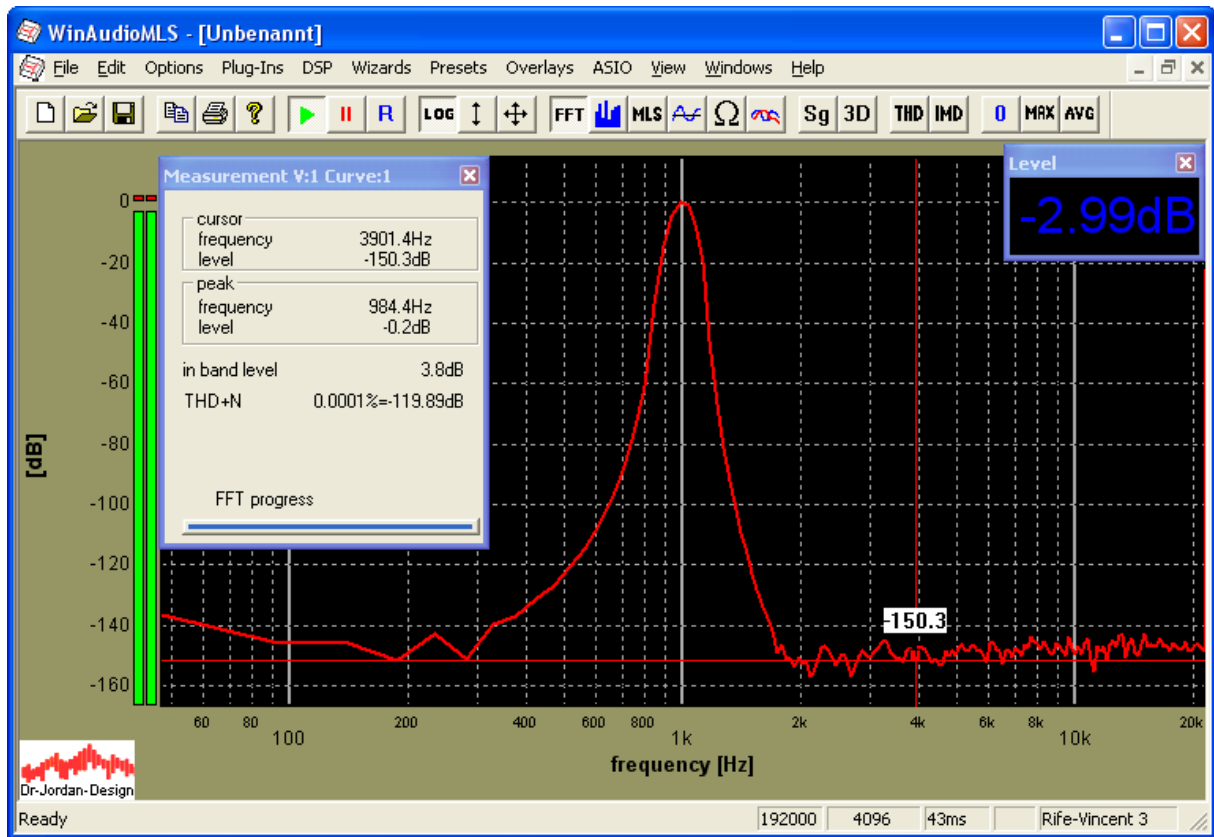 WinAudioMLS - [Unbenannt]
File Edit Options Plug-Ins DSP Wizards Presets Overlays ASIO View Windows Help
R LOG FFT MLS Ω Sg 3D THD IMD 0 MAX AVG
Measurement V:1 Curve:1
cursor
frequency 3901.4Hz
level -150.3dB
peak
frequency 984.4Hz
level -0.2dB
in band level 3.8dB
THD+N 0.0001%=-119.89dB
FFT progress
Level
-2.99dB
[dB]
0
-20
-40
-60
-80
-100
-120
-140
-160
-150.3
60 80 200 400 600 800 2k 4k 6k 8k 20k
100 1k 10k
frequency [Hz]
Dr-Jordan-Design
Ready 192000 4096 43ms Rife-Vincent 3